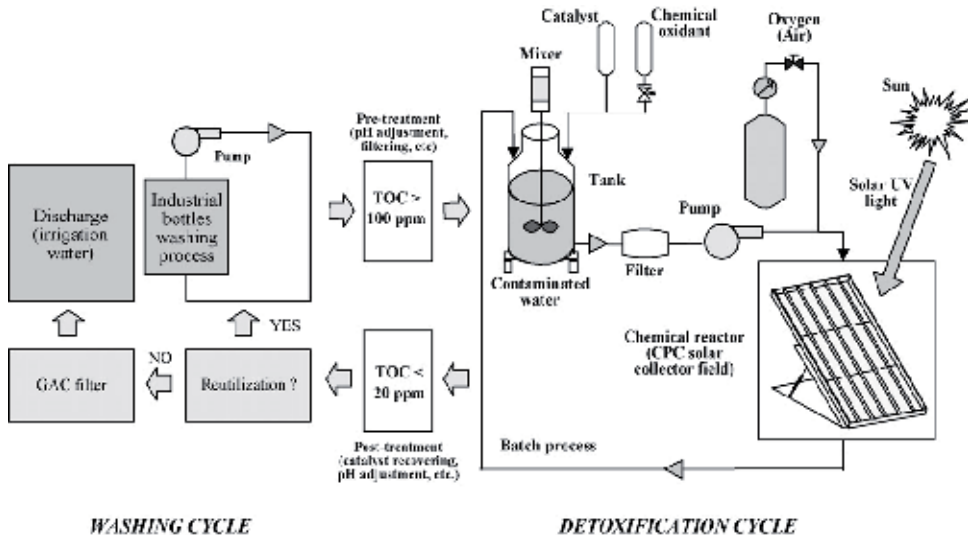 Catalyst
Chemical
oxidant
Oxygen
(Air)
Mixer
Sun
Pre-treatment
(pH adjustment,
filtering, etc)
Pump
Discharge
(irrigation
water)
Industrial
bottles
washing
process
TOC >
100 ppm
Tank
Solar UV
light
Pump
Filter
Contaminated
water
YES
Chemical reactor
(CPC solar
collector field)
NO
GAC filter
Reutilization ?
TOC <
20 ppm
Post-treatment
(catalyst recovering,
pH adjustment, etc.)
Batch process
WASHING CYCLE
DETOXIFICATION CYCLE